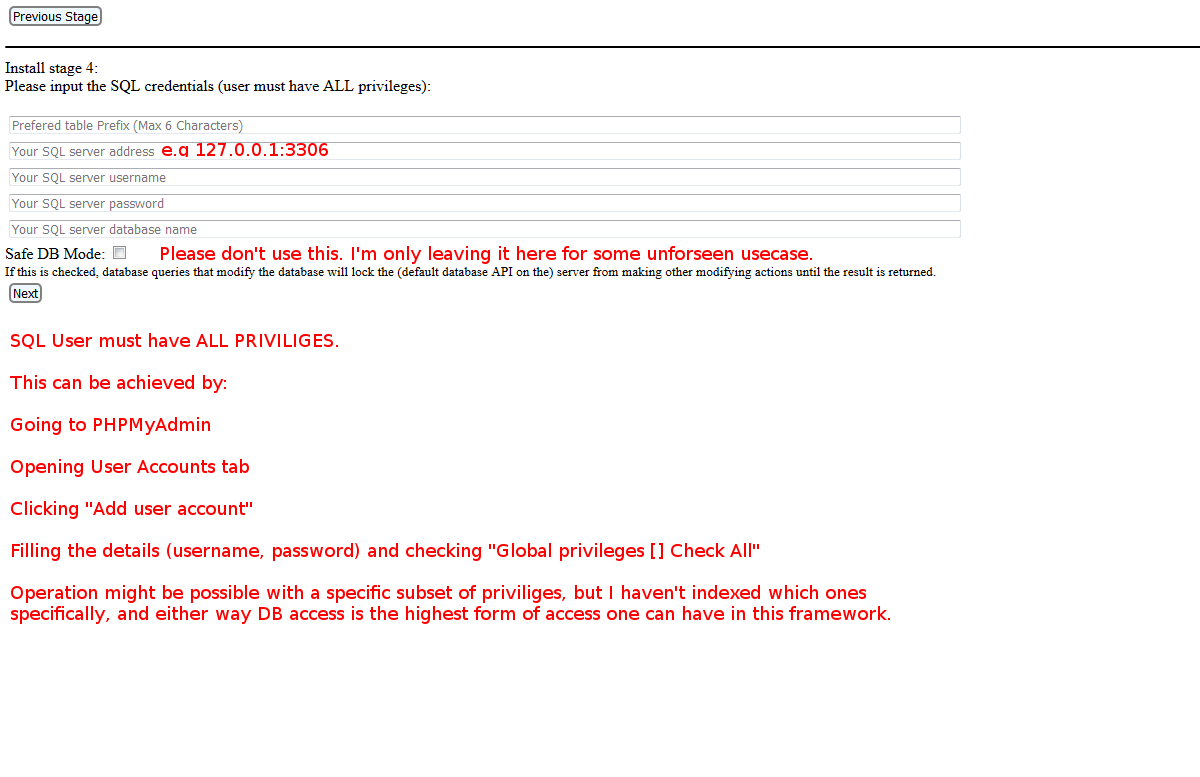 Previous Stage
Install stage 4:
Please input the SQL credentials (user must have ALL privileges):
Prefered table Prefix (Max 6 Characters)
Your SQL server address e.g 127.0.0.1:3306
Your SQL server username
Your SQL server password
Your SQL server database name
Safe DB Mode: Please don't use this. I'm only leaving it here for some unforseen usecase.
If this is checked, database queries that modify the database will lock the (default database API on the) server from making other modifying actions until the result is returned.
Next
SQL User must have ALL PRIVILIGES.
This can be achieved by:
Going to PHPMyAdmin
Opening User Accounts tab
Clicking "Add user account"
Filling the details (username, password) and checking "Global privileges [] Check All"
Operation might be possible with a specific subset of priviliges, but I haven't indexed which ones
specifically, and either way DB access is the highest form of access one can have in this framework.